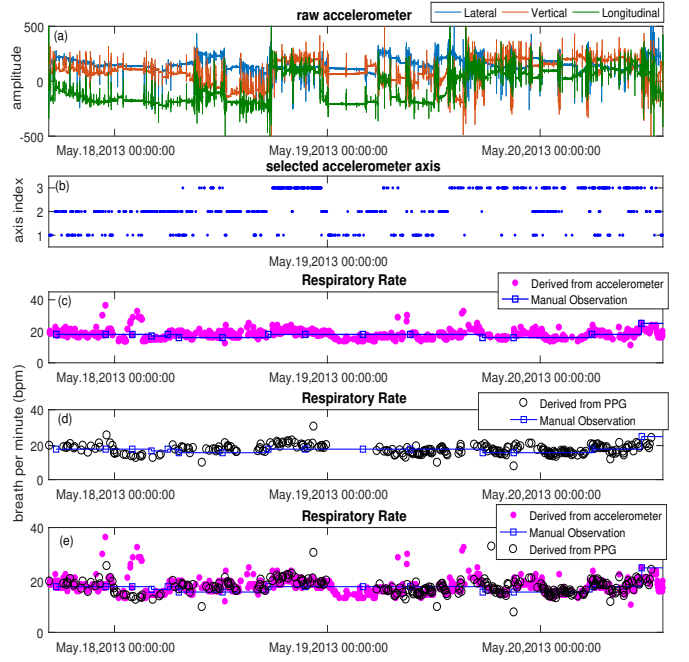 raw accelerometer
Lateral Vertical Longitudinal
(a)
500
0
-500
amplitude
May.18,2013 00:00:00 May.19,2013 00:00:00 May.20,2013 00:00:00
selected accelerometer axis
(b)
3
2
1
axis index
May.19,2013 00:00:00
Respiratory Rate
Derived from accelerometer
Manual Observation
(c)
40
20
0
May.18,2013 00:00:00 May.19,2013 00:00:00 May.20,2013 00:00:00
breath per minute (bpm)
Respiratory Rate
Derived from PPG
Manual Observation
(d)
40
20
0
May.18,2013 00:00:00 May.19,2013 00:00:00 May.20,2013 00:00:00
Respiratory Rate
Derived from accelerometer
Manual Observation
Derived from PPG
(e)
40
20
0
May.18,2013 00:00:00 May.19,2013 00:00:00 May.20,2013 00:00:00